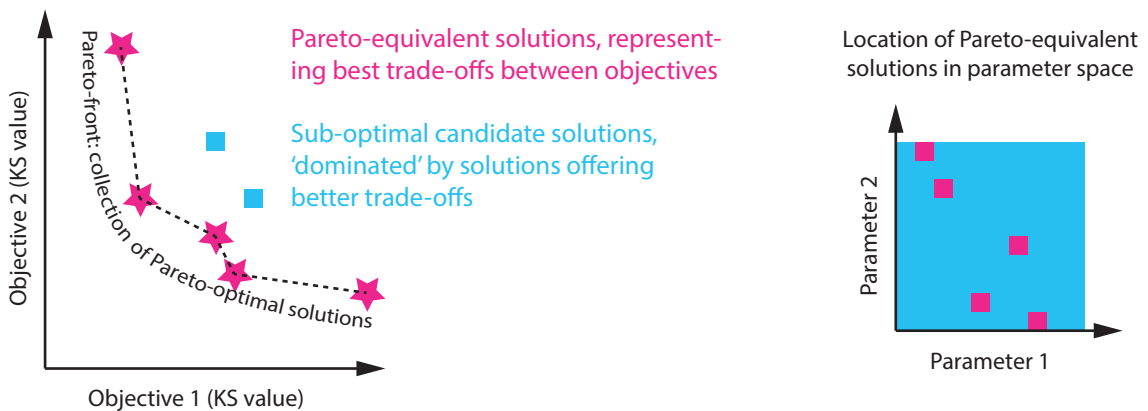 Objective 2 (KS value)
Pareto-front: collection of Pareto-optimal solutions
Objective 1 (KS value)
Pareto-equivalent solutions, represent-
ing best trade-offs between objectives
Sub-optimal candidate solutions,
‘dominated’ by solutions offering
better trade-offs
Location of Pareto-equivalent
solutions in parameter space
Parameter 2
Parameter 1